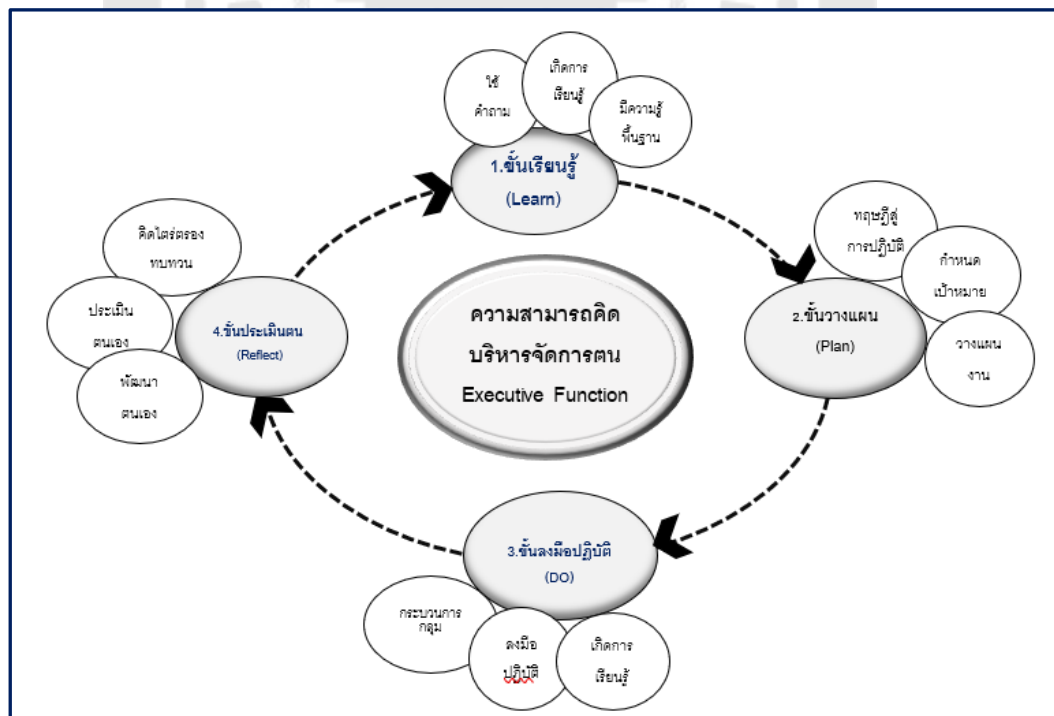 ใช้
คำถาม
เกิดการ
เรียนรู้
มีความรู้
พื้นฐาน
1.ขั้นเรียนรู้
(Learn)
ทฤษฎีสู่
การปฏิบัติ
กำหนด
เป้าหมาย
วางแผน
งาน
2.ขั้นวางแผน
(Plan)
ความสามารถคิด
บริหารจัดการตน
Executive Function
คิดไตร่ตรอง
ทบทวน
ประเมิน
ตนเอง
พัฒนา
ตนเอง
4.ขั้นประเมินตน
(Reflect)
3.ขั้นลงมือปฏิบัติ
(DO)
กระบวนการ
กลุม
ลงมือ
ปฏิบัติ
เกิดการ
เรียนรู้